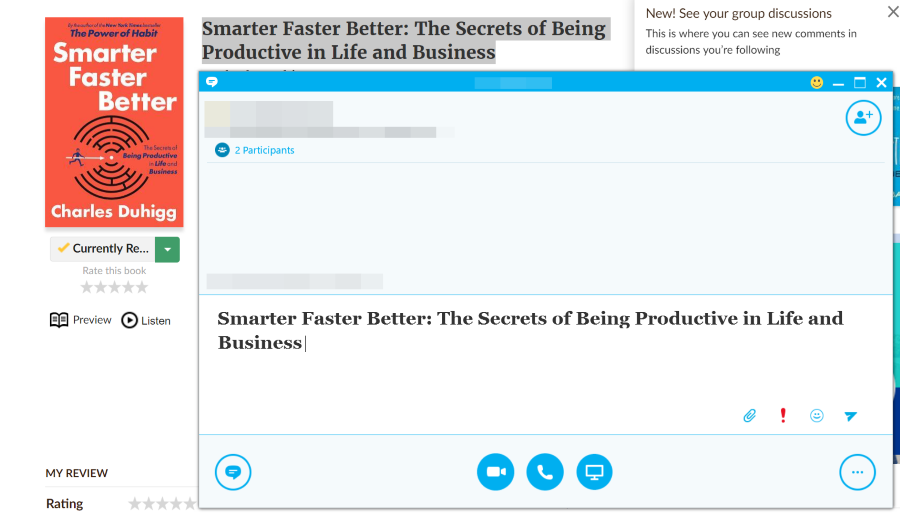 By the author of the New York Times bestseller
The Power of Habit
Smarter
Faster
Better
The Secrets of
Being Productive
in Life and
Business
Charles Duhigg
Currently Re...
Rate this book
Preview
Listen
MY REVIEW
Rating
Smarter Faster Better: The Secrets of Being
Productive in Life and Business
New! See your group discussions
This is where you can see new comments in
discussions you're following
2 Participants
Smarter Faster Better: The Secrets of Being Productive in Life and
Business